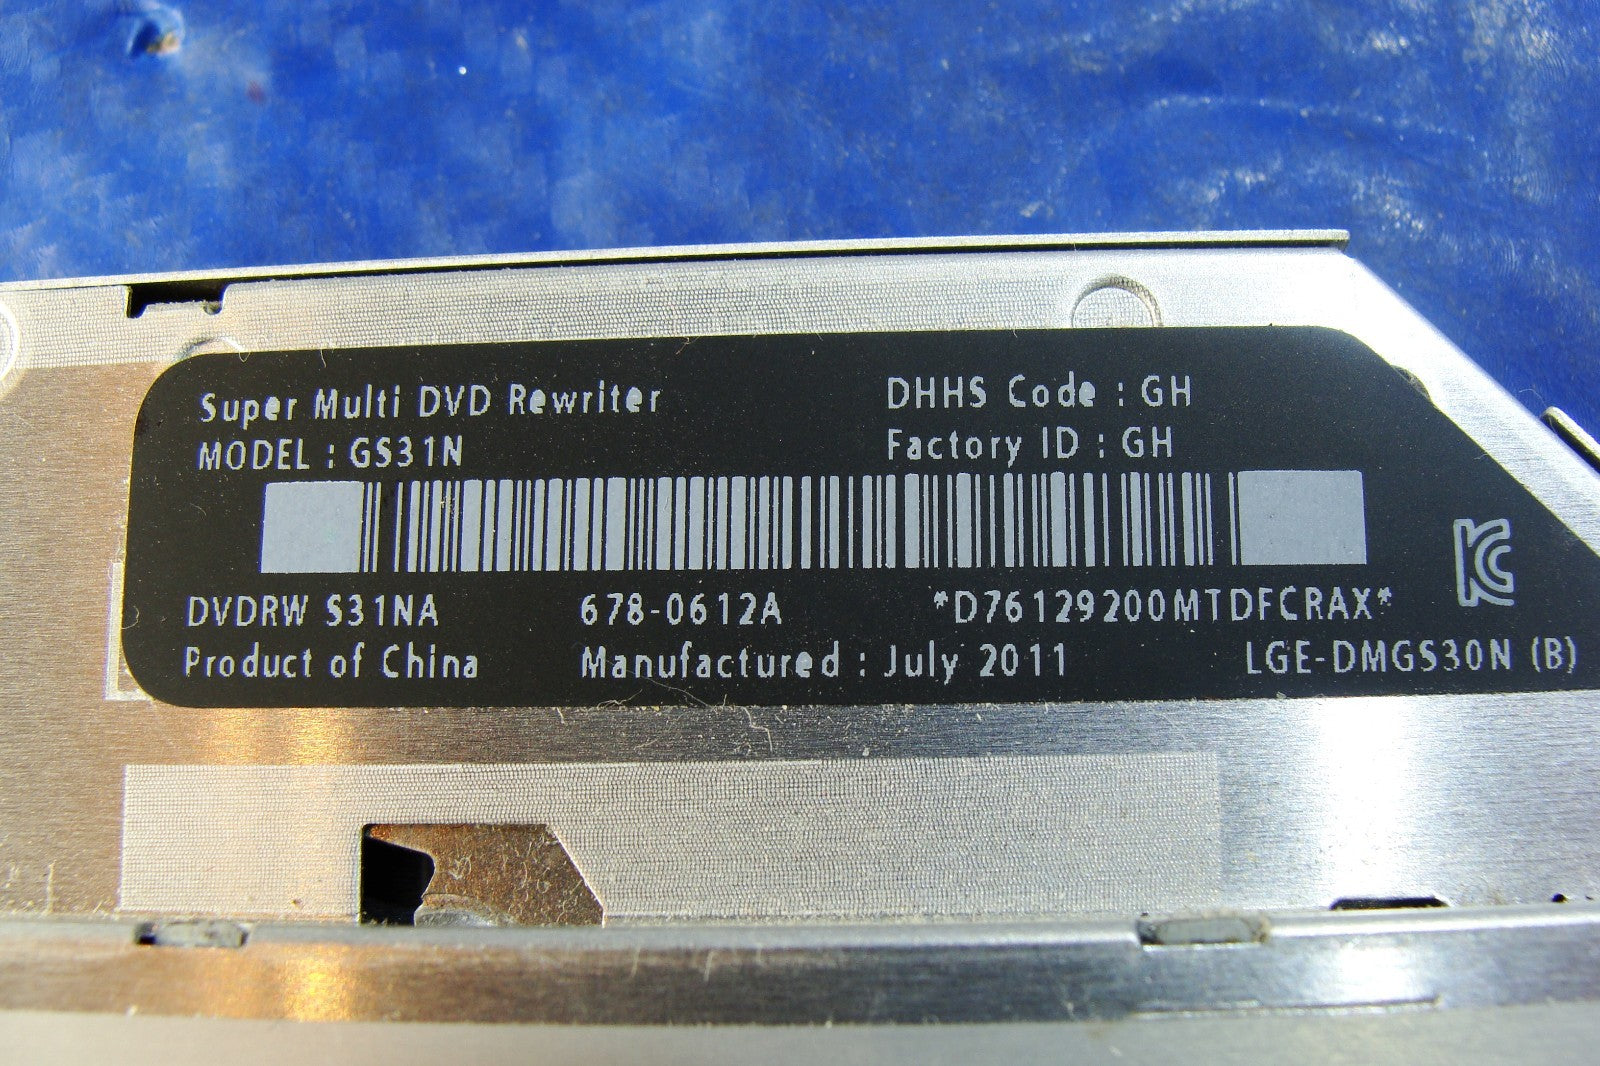 Super Multi DVD Rewriter
MODEL : GS31N
DHHS Code : GH
Factory ID : GH
DVDRW S31NA 678-0612A *D76129200MTDFCRAX*
Product of China Manufactured : July 2011 LGE-DMGS30N (B)